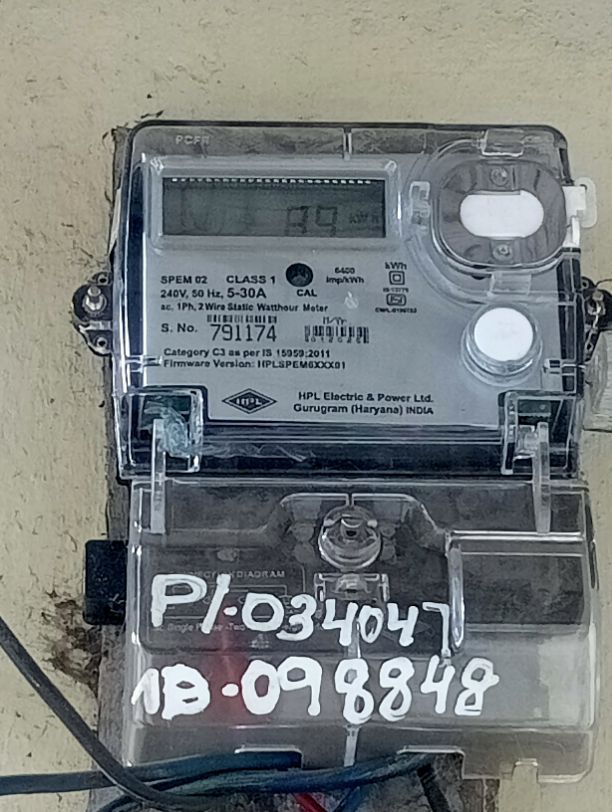 89 kWh
SPEM 02 CLASS 1 6400 imp/kWh kWh
240V, 50 Hz, 5-30A CAL
ac. 1Ph, 2 Wire Static Watthour Meter
S. No. 791174
Category C3 as per IS 15959:2011
Firmware Version: HPLSPEM6XXX01
HPL HPL Electric & Power Ltd.
Gurugram (Haryana) INDIA
DIAGRAM
P/-034047
1B-098848